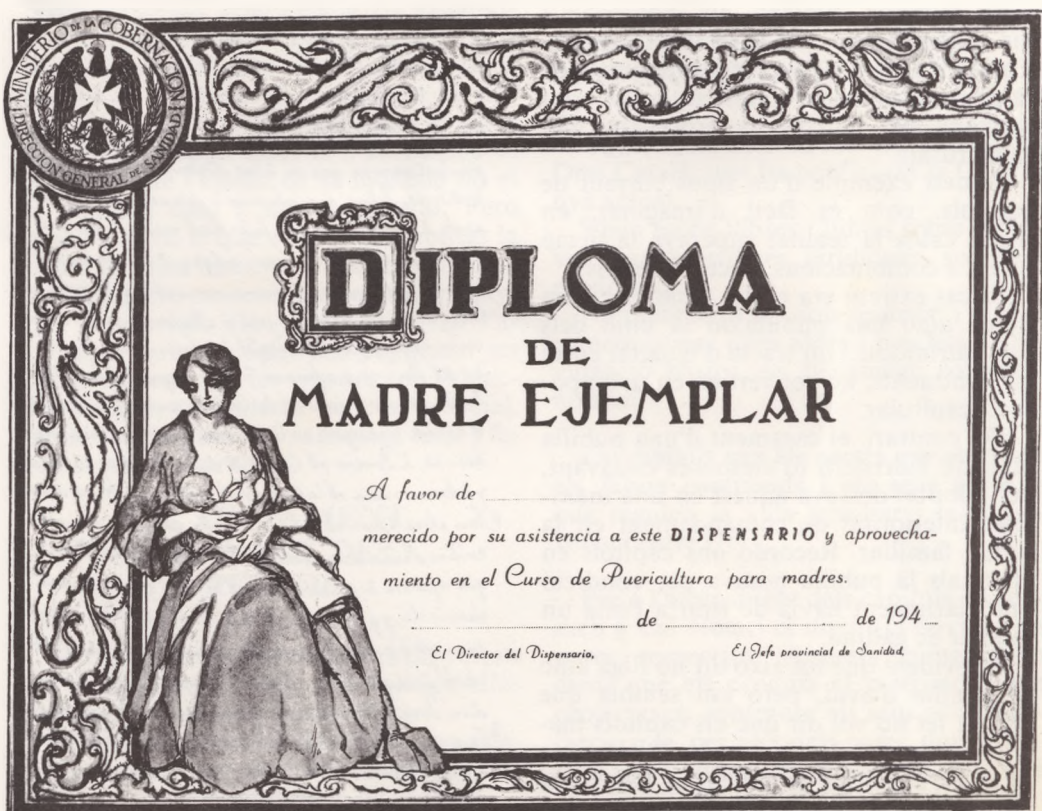 MINISTERIO DE LA GOBERNACION
DIRECCION GENERAL DE SANIDAD
DIPLOMA
DE
MADRE EJEMPLAR
A favor de
merecido por su asistencia a este DISPENSARIO y aprovecha-
miento en el Curso de Puericultura para madres.
de de 194
El Director del Dispensario,
El Jefe provincial de Sanidad,